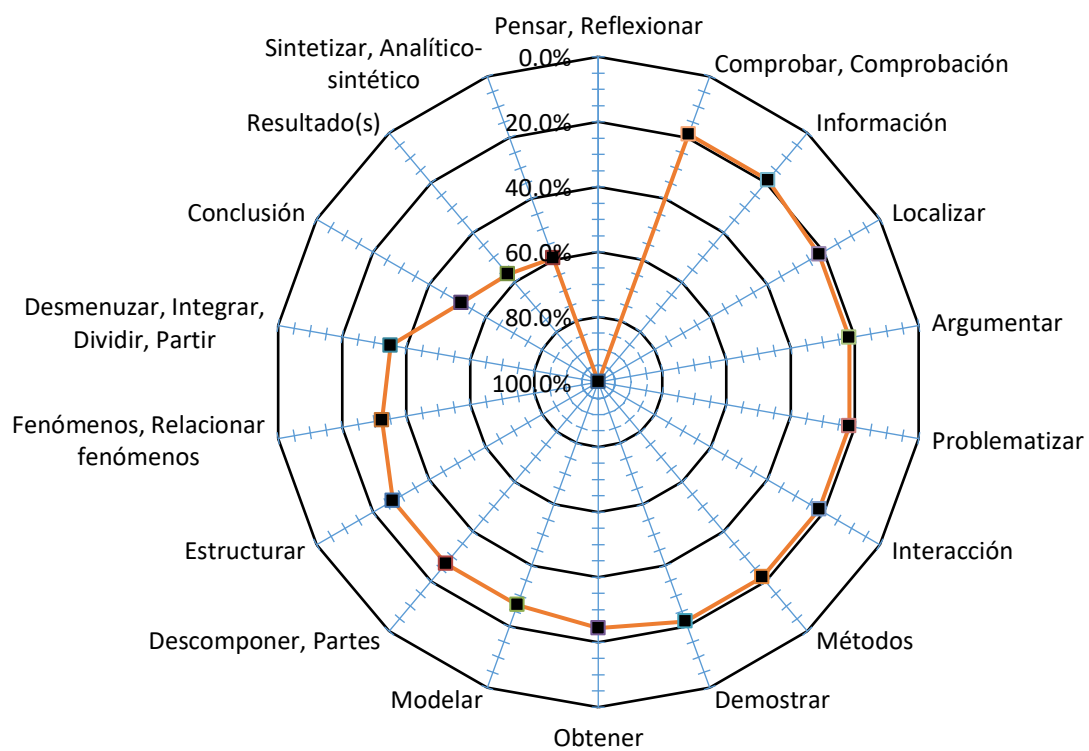 Pensar, Reflexionar
Comprobar, Comprobación
Información
Localizar
Argumentar
Problematizar
Interacción
Métodos
Demostrar
Obtener
Modelar
Descomponer, Partes
Estructurar
Fenómenos, Relacionar
fenómenos
Desmenuzar, Integrar,
Dividir, Partir
Conclusión
Resultado(s)
Sintetizar, Analítico-
sintético
0.0%
20.0%
40.0%
60.0%
80.0%
100.0%